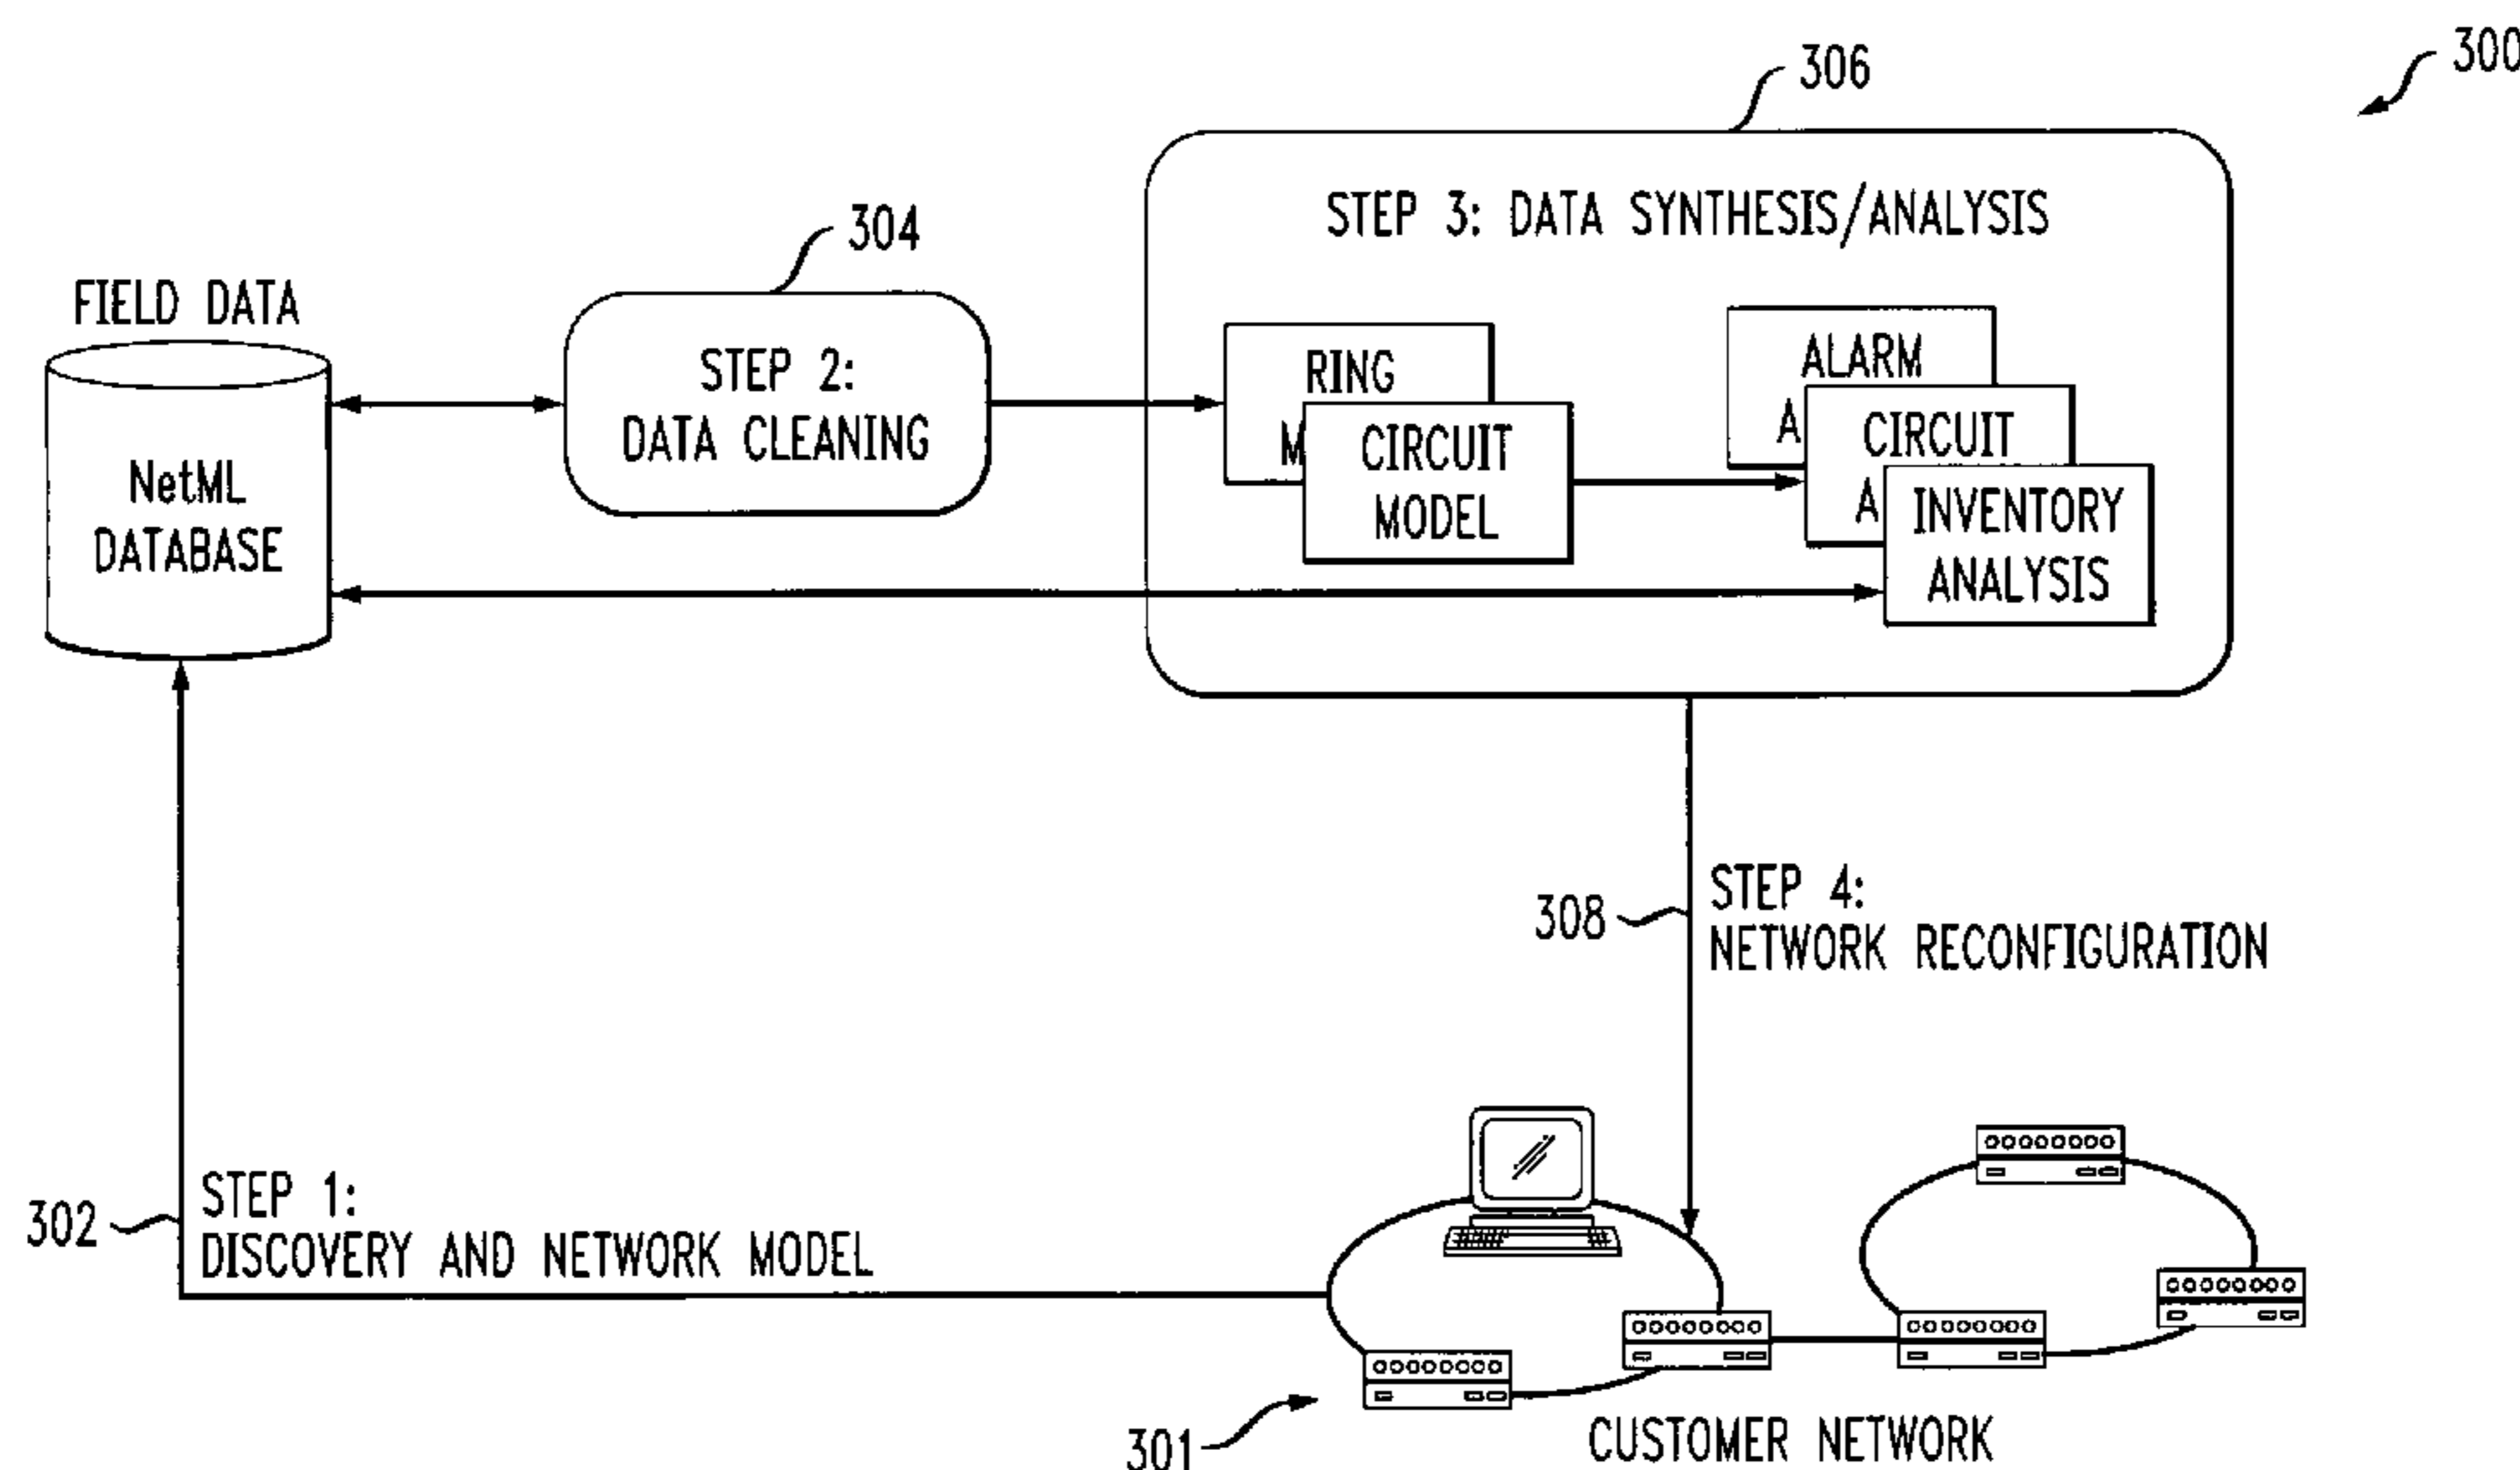 300
306
STEP 3: DATA SYNTHESIS/ANALYSIS
304
FIELD DATA
NetML
DATABASE
STEP 2:
DATA CLEANING
RING
M
CIRCUIT
MODEL
ALARM
A
CIRCUIT
A
INVENTORY
ANALYSIS
308
STEP 4:
NETWORK RECONFIGURATION
302
STEP 1:
DISCOVERY AND NETWORK MODEL
301
CUSTOMER NETWORK